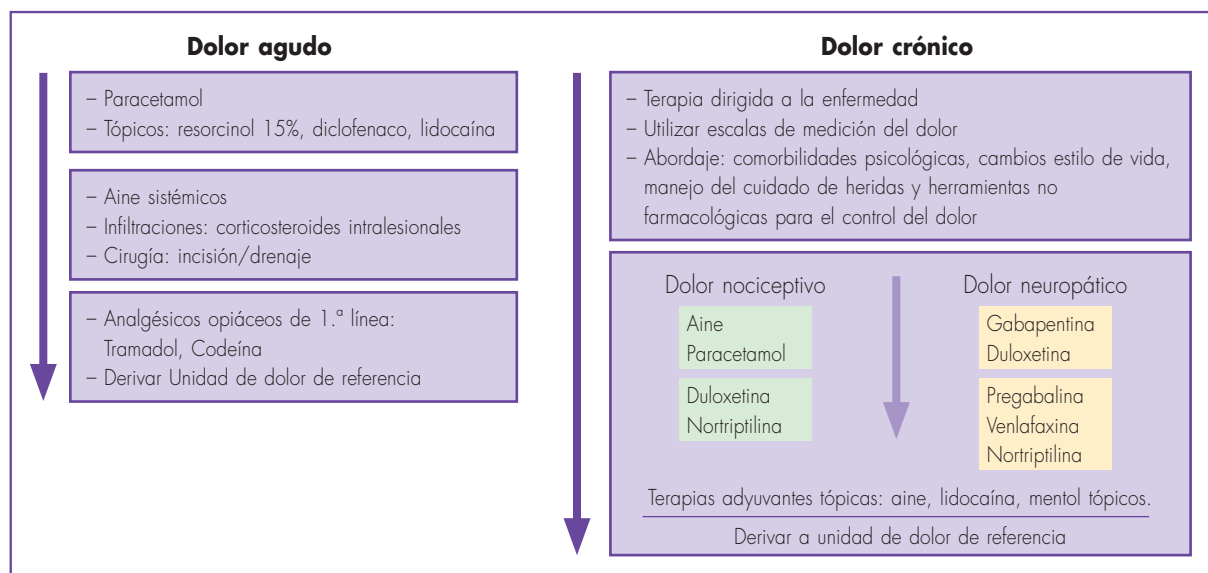 Dolor agudo
– Paracetamol
– Tópicos: resorcinol 15%, diclofenaco, lidocaína
– Aine sistémicos
– Infiltraciones: corticosteroides intralesionales
– Cirugía: incisión/drenaje
– Analgésicos opiáceos de 1.ª línea:
Tramadol, Codeína
– Derivar Unidad de dolor de referencia
Dolor crónico
– Terapia dirigida a la enfermedad
– Utilizar escalas de medición del dolor
– Abordaje: comorbilidades psicológicas, cambios estilo de vida,
manejo del cuidado de heridas y herramientas no
farmacológicas para el control del dolor
Dolor nociceptivo
Aine
Paracetamol
Duloxetina
Nortriptilina
Dolor neuropático
Gabapentina
Duloxetina
Pregabalina
Venlafaxina
Nortriptilina
Terapias adyuvantes tópicas: aine, lidocaína, mentol tópicos.
Derivar a unidad de dolor de referencia